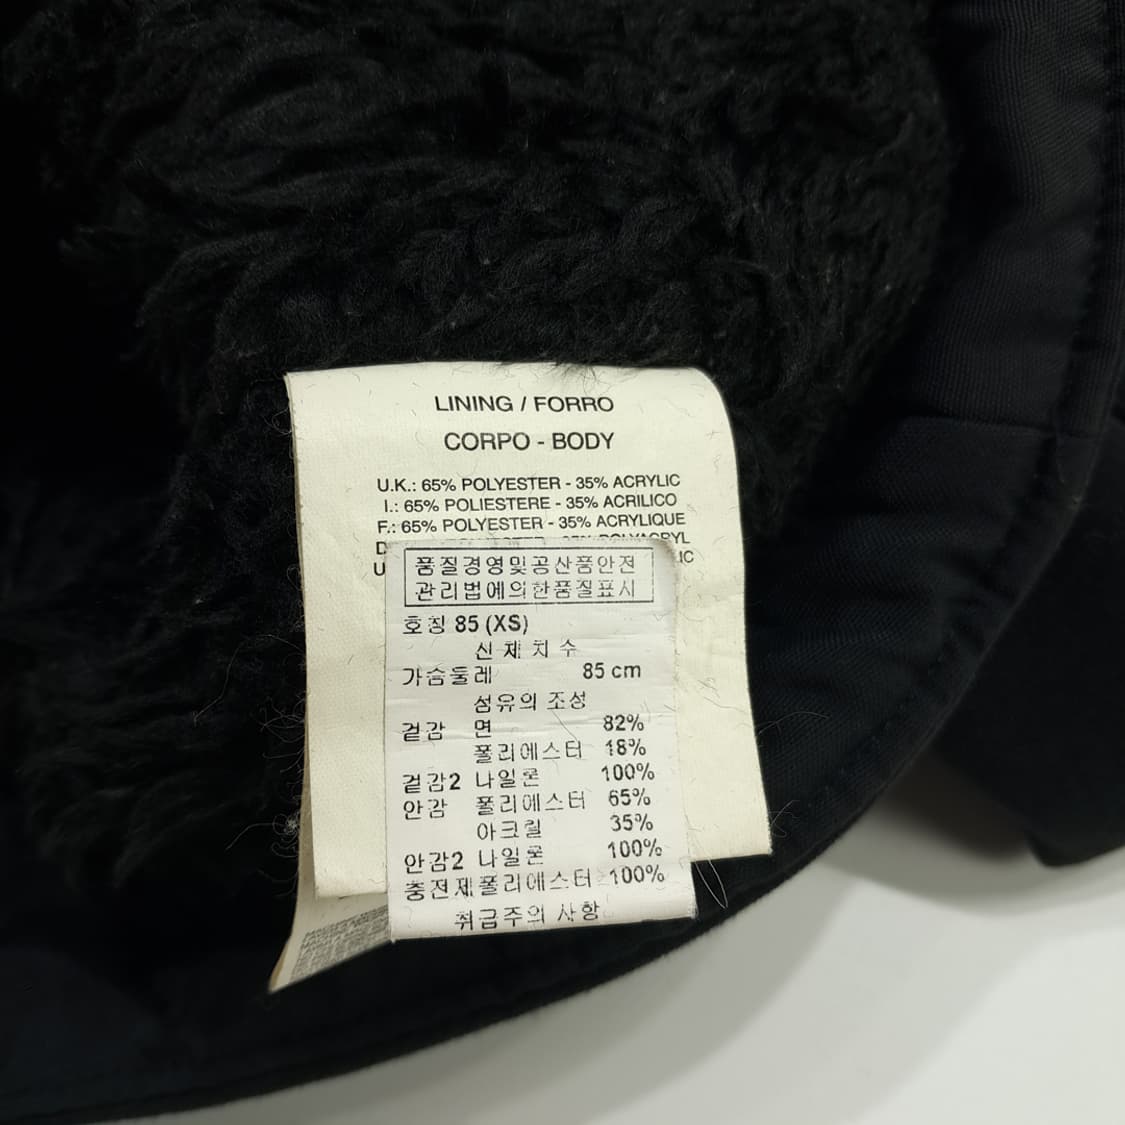 LINING / FORRO
CORPO - BODY
U.K.: 65% POLYESTER - 35% ACRYLIC
I.: 65% POLIESTERE - 35% ACRILICO
F.: 65% POLYESTER - 35% ACRYLIQUE
품질경영및공산품안전
관리법에의한품질표시
호칭 85 (XS)
신체치수
가슴둘레 85 cm
섬유의 조성
겉감 면 82%
폴리에스터 18%
겉감2 나일론 100%
안감 폴리에스터 65%
아크릴 35%
안감2 나일론 100%
충전제폴리에스터 100%
취급주의 사항